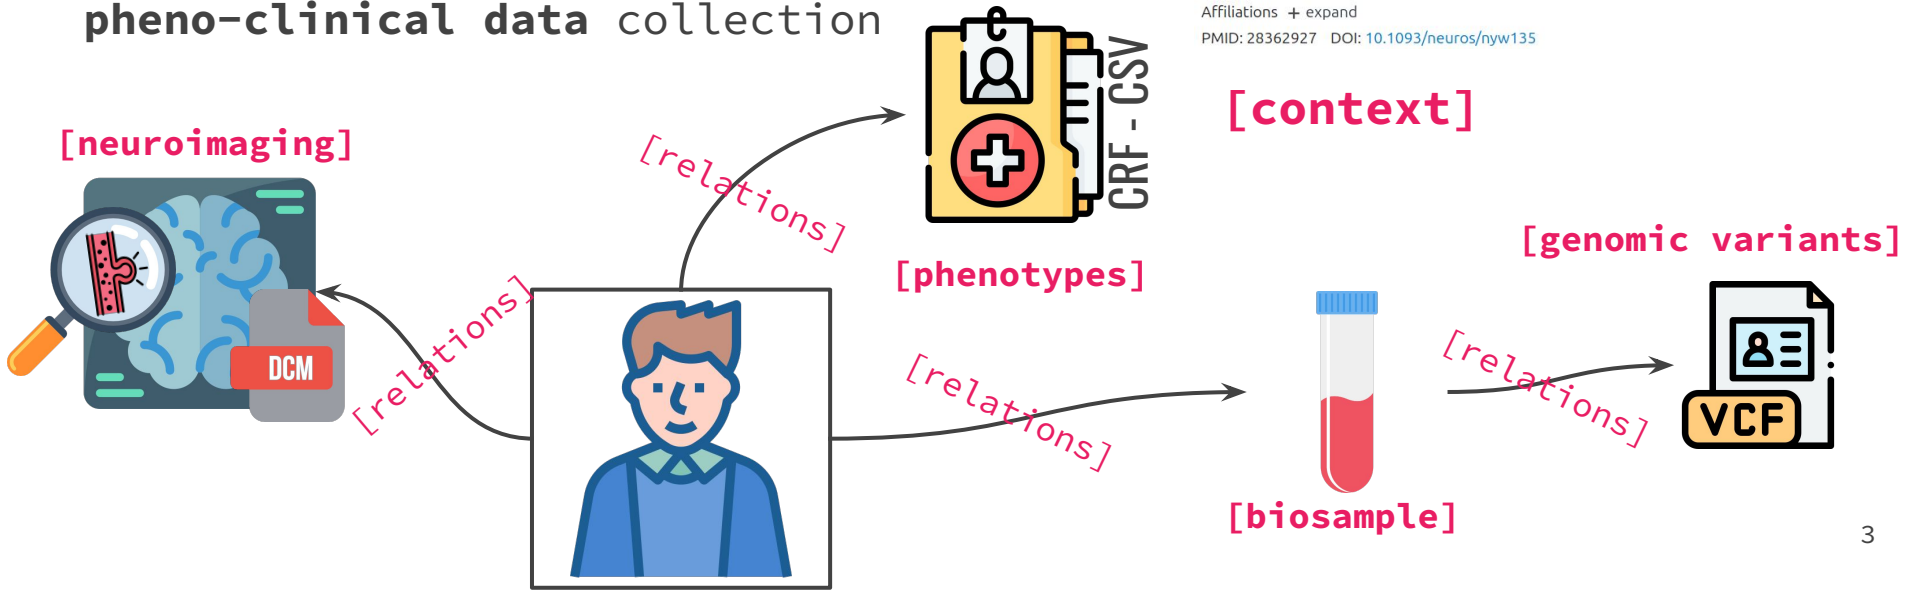 pheno-clinical data collection
Affiliations + expand
PMID: 28362927 DOI: 10.1093/neuros/nyw135
[context]
CRF - CSV
[neuroimaging]
[relations]
[phenotypes]
[genomic variants]
[relations]
DCM
[relations]
[relations]
VCF
[biosample]
3